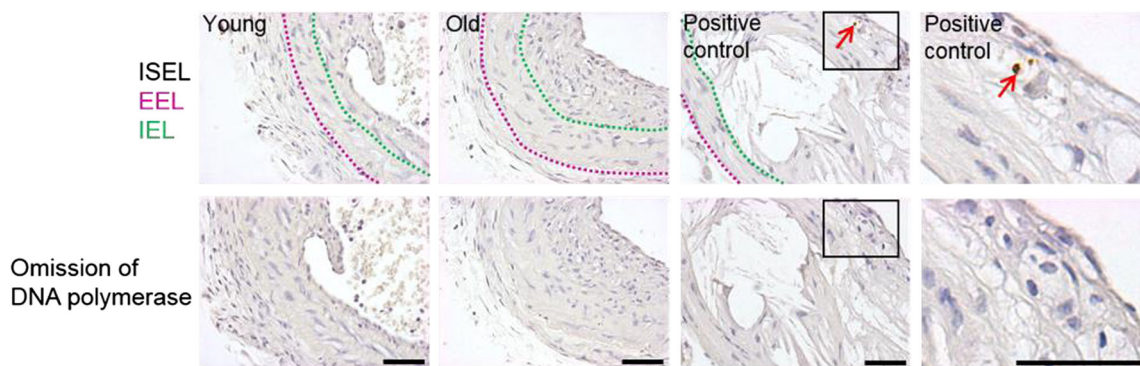 Young
Old
Positive
control
Positive
control
ISEL
EEL
IEL
Omission of
DNA polymerase